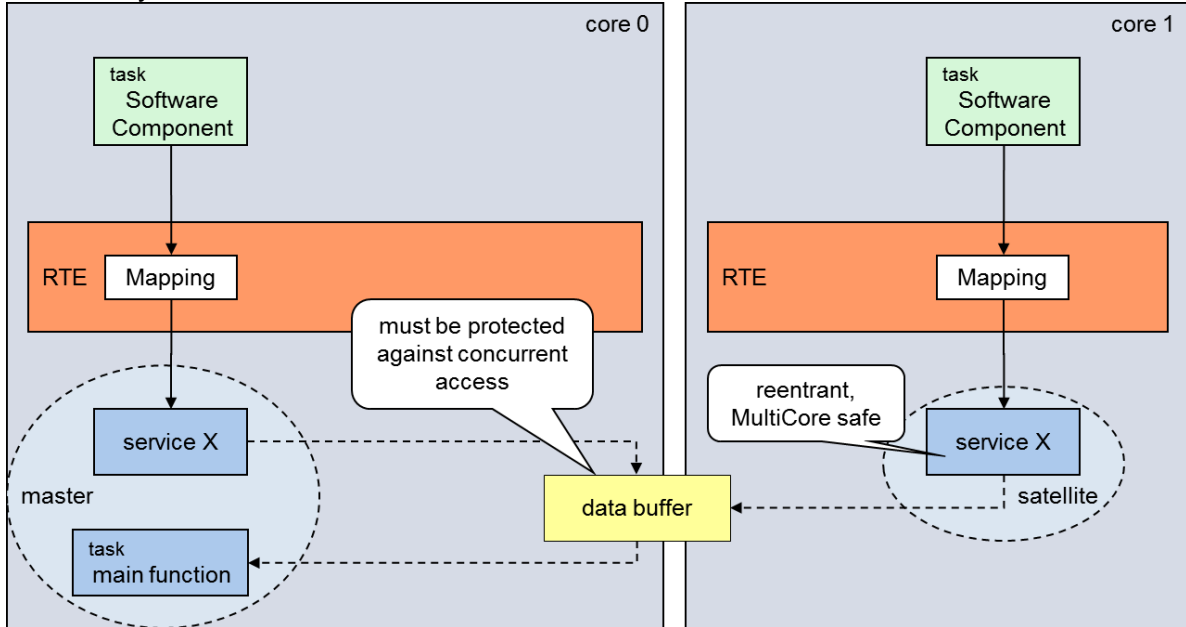 core 0
task
Software
Component
RTE
Mapping
must be protected
against concurrent
access
service X
master
task
main function
data buffer
core 1
task
Software
Component
RTE
Mapping
reentrant,
MultiCore safe
service X
satellite